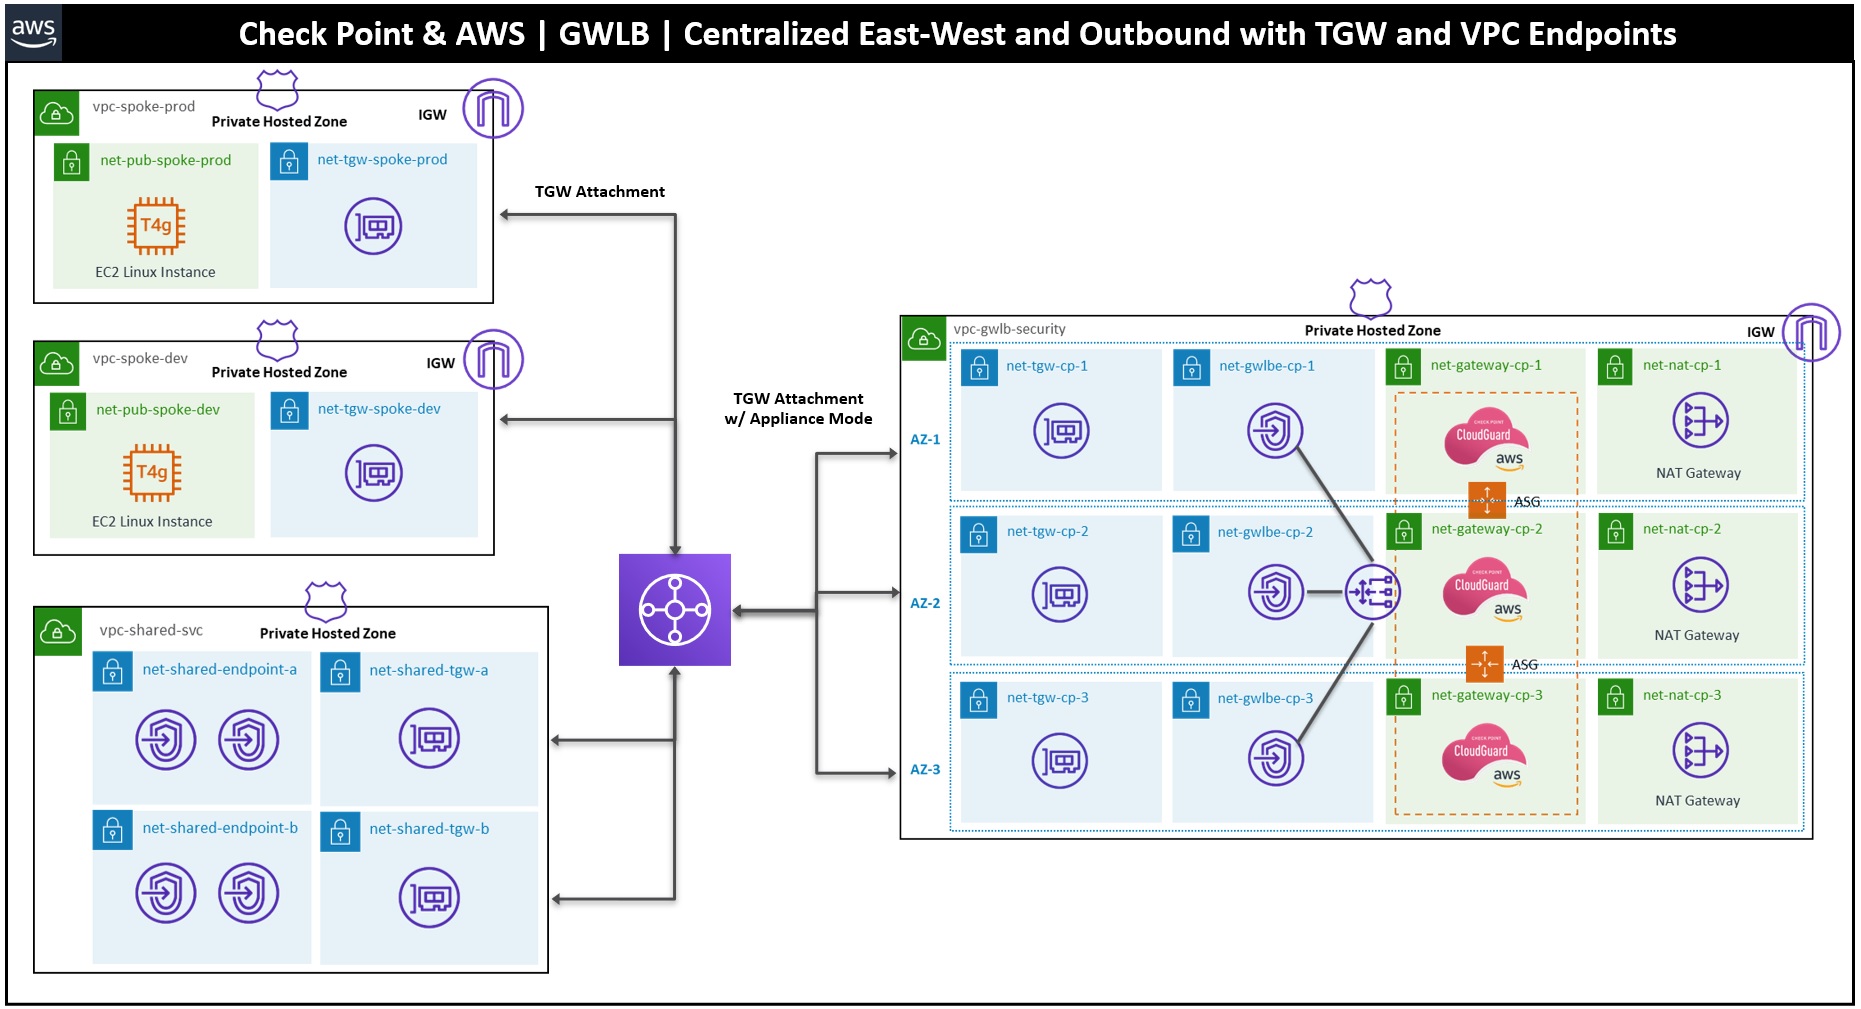 aws
Check Point & AWS | GWLB | Centralized East-West and Outbound with TGW and VPC Endpoints
vpc-spoke-prod
Private Hosted Zone
IGW
net-pub-spoke-prod
net-tgw-spoke-prod
T4g
EC2 Linux Instance
TGW Attachment
vpc-spoke-dev
Private Hosted Zone
IGW
net-pub-spoke-dev
net-tgw-spoke-dev
T4g
EC2 Linux Instance
vpc-shared-svc
Private Hosted Zone
net-shared-endpoint-a
net-shared-tgw-a
net-shared-endpoint-b
net-shared-tgw-b
TGW Attachment
w/ Appliance Mode
vpc-gwlb-security
Private Hosted Zone
IGW
AZ-1
net-tgw-cp-1
net-gwlbe-cp-1
net-gateway-cp-1
net-nat-cp-1
CHECK POINT
CloudGuard
aws
NAT Gateway
ASG
AZ-2
net-tgw-cp-2
net-gwlbe-cp-2
net-gateway-cp-2
net-nat-cp-2
CHECK POINT
CloudGuard
aws
NAT Gateway
ASG
AZ-3
net-tgw-cp-3
net-gwlbe-cp-3
net-gateway-cp-3
net-nat-cp-3
CHECK POINT
CloudGuard
aws
NAT Gateway